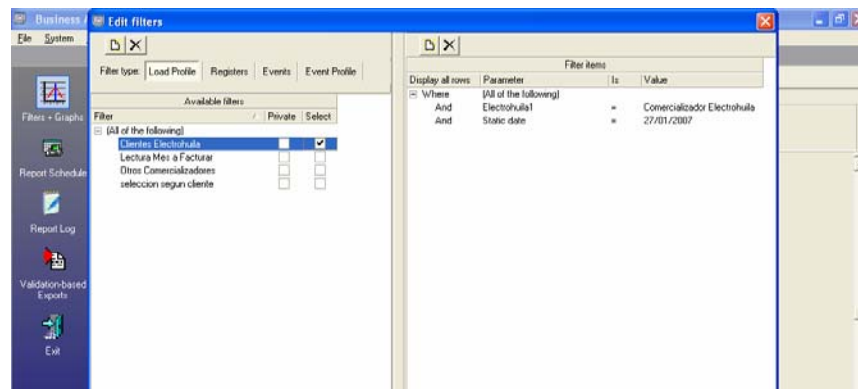 Business A
Edit filters
File System
Filter type: Load Profile Registers Events Event Profile
Available filters
Filter / Private Select
(All of the following)
Clientes Electrohuila
Lectura Mes a Facturar
Otros Comercializadores
seleccion segun cliente
Filter items
Display all rows Parameter Is Value
Where (All of the following)
And Electrohuila1 = Comercializador Electrohuila
And Static date = 27/01/2007
Filters + Graphs
Report Schedule
Report Log
Validation-based
Exports
Exit